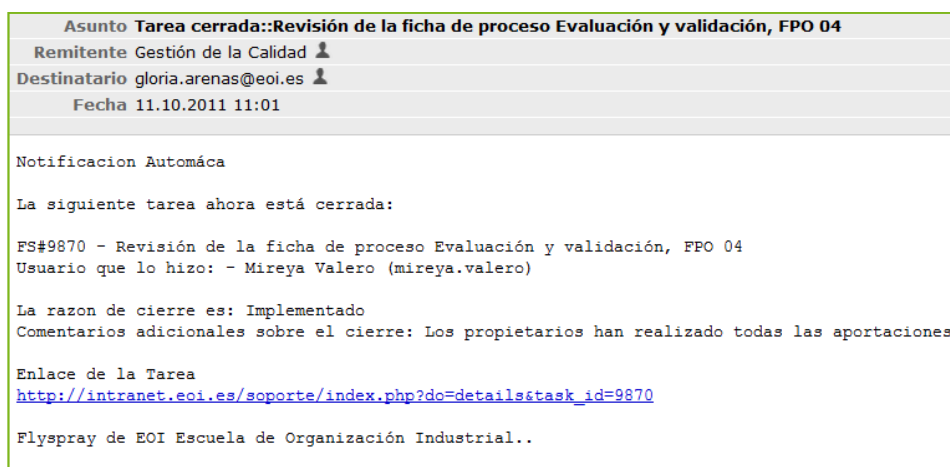 Asunto Tarea cerrada::Revisión de la ficha de proceso Evaluación y validación, FPO 04
Remitente Gestión de la Calidad
Destinatario gloria.arenas@eoi.es
Fecha 11.10.2011 11:01
Notificacion Automáca
La siguiente tarea ahora está cerrada:
FS#9870 - Revisión de la ficha de proceso Evaluación y validación, FPO 04
Usuario que lo hizo: - Mireya Valero (mireya.valero)
La razon de cierre es: Implementado
Comentarios adicionales sobre el cierre: Los propietarios han realizado todas las aportaciones
Enlace de la Tarea
http://intranet.eoi.es/soporte/index.php?do=details&task_id=9870
Flyspray de EOI Escuela de Organización Industrial..